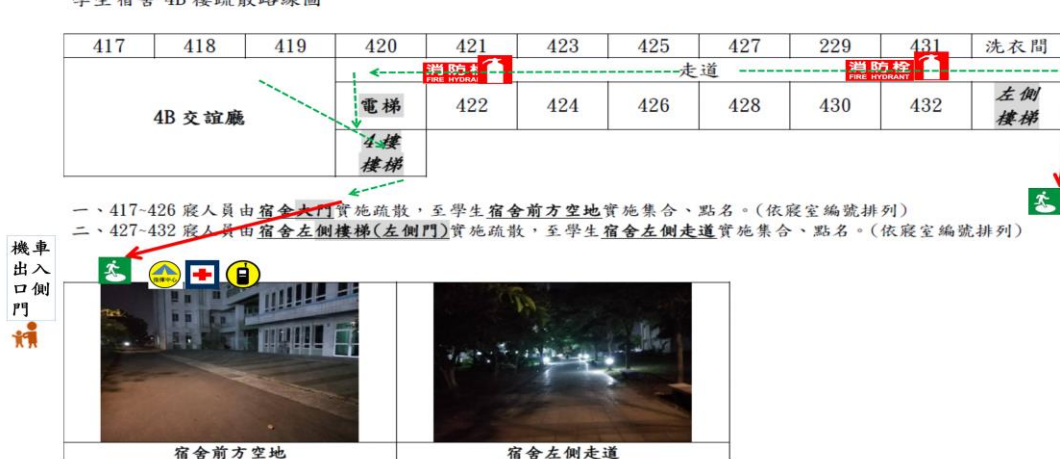 學生宿舍 4B 樓疏散路線圖
417 418 419 420 421 423 425 427 229 431 洗衣間
消防栓 FIRE HYDRANT 走道 消防栓 FIRE HYDRANT
4B 交誼廳 電梯 422 424 426 428 430 432 左側樓梯
4樓樓梯
一、417~426 寢人員由宿舍大門實施疏散，至學生宿舍前方空地實施集合、點名。(依寢室編號排列)
二、427~432 寢人員由宿舍左側樓梯(左側門)實施疏散，至學生宿舍左側走道實施集合、點名。(依寢室編號排列)
機車
出入
口側
門
指揮中心
宿舍前方空地 宿舍左側走道